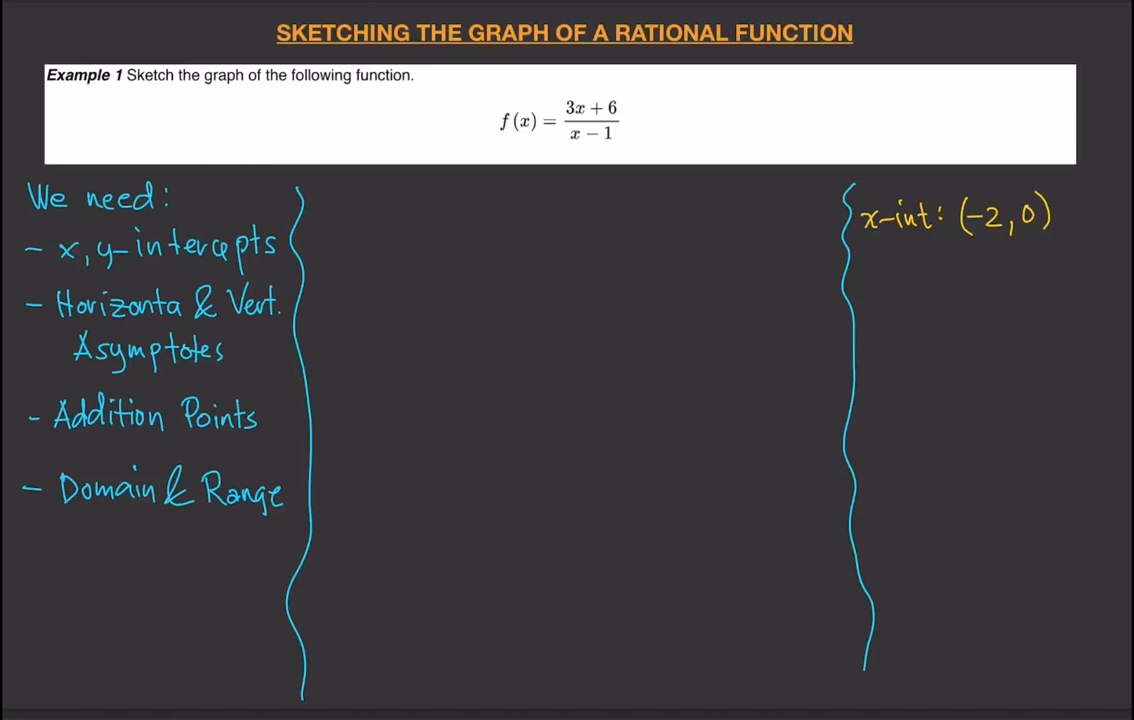 SKETCHING THE GRAPH OF A RATIONAL FUNCTION
Example 1 Sketch the graph of the following function.
f(x) = (3x + 6)/(x − 1)
We need:
- x, y-intercepts
- Horizonta & Vert.
Asymptotes
- Addition Points
- Domain & Range
x-int: (-2, 0)